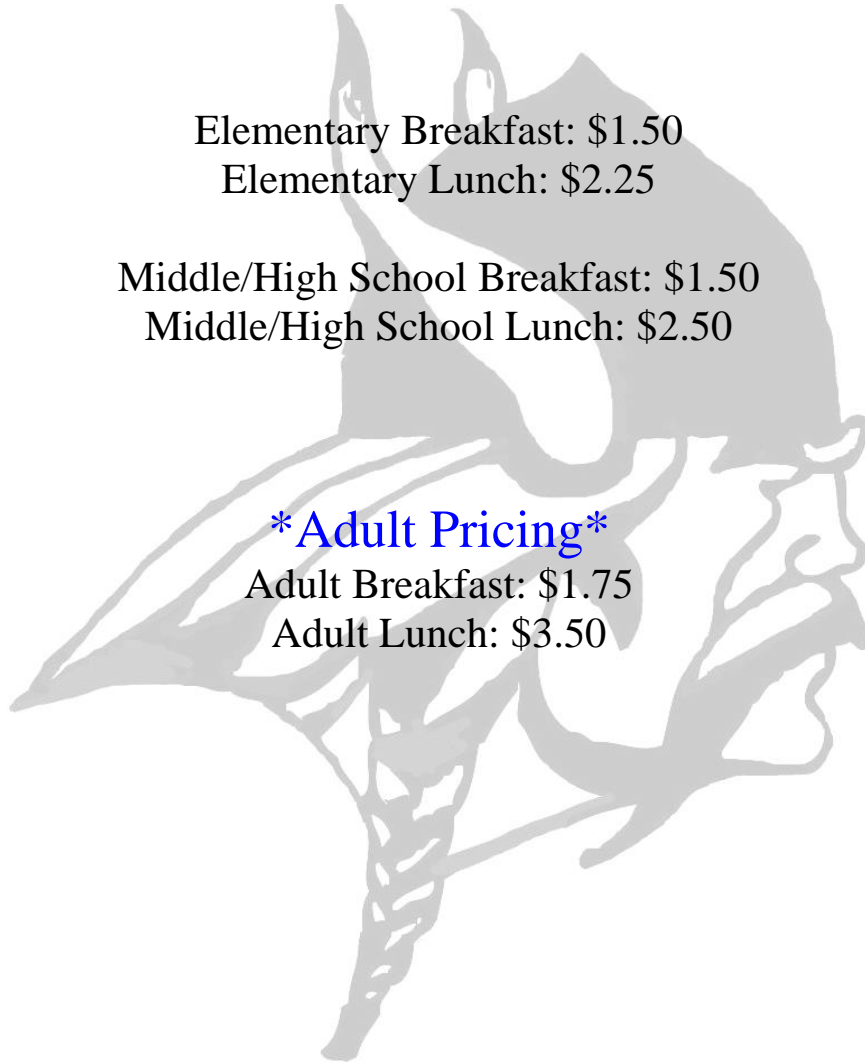 Elementary Breakfast: $1.50
Elementary Lunch: $2.25
Middle/High School Breakfast: $1.50
Middle/High School Lunch: $2.50
*Adult Pricing*
Adult Breakfast: $1.75
Adult Lunch: $3.50